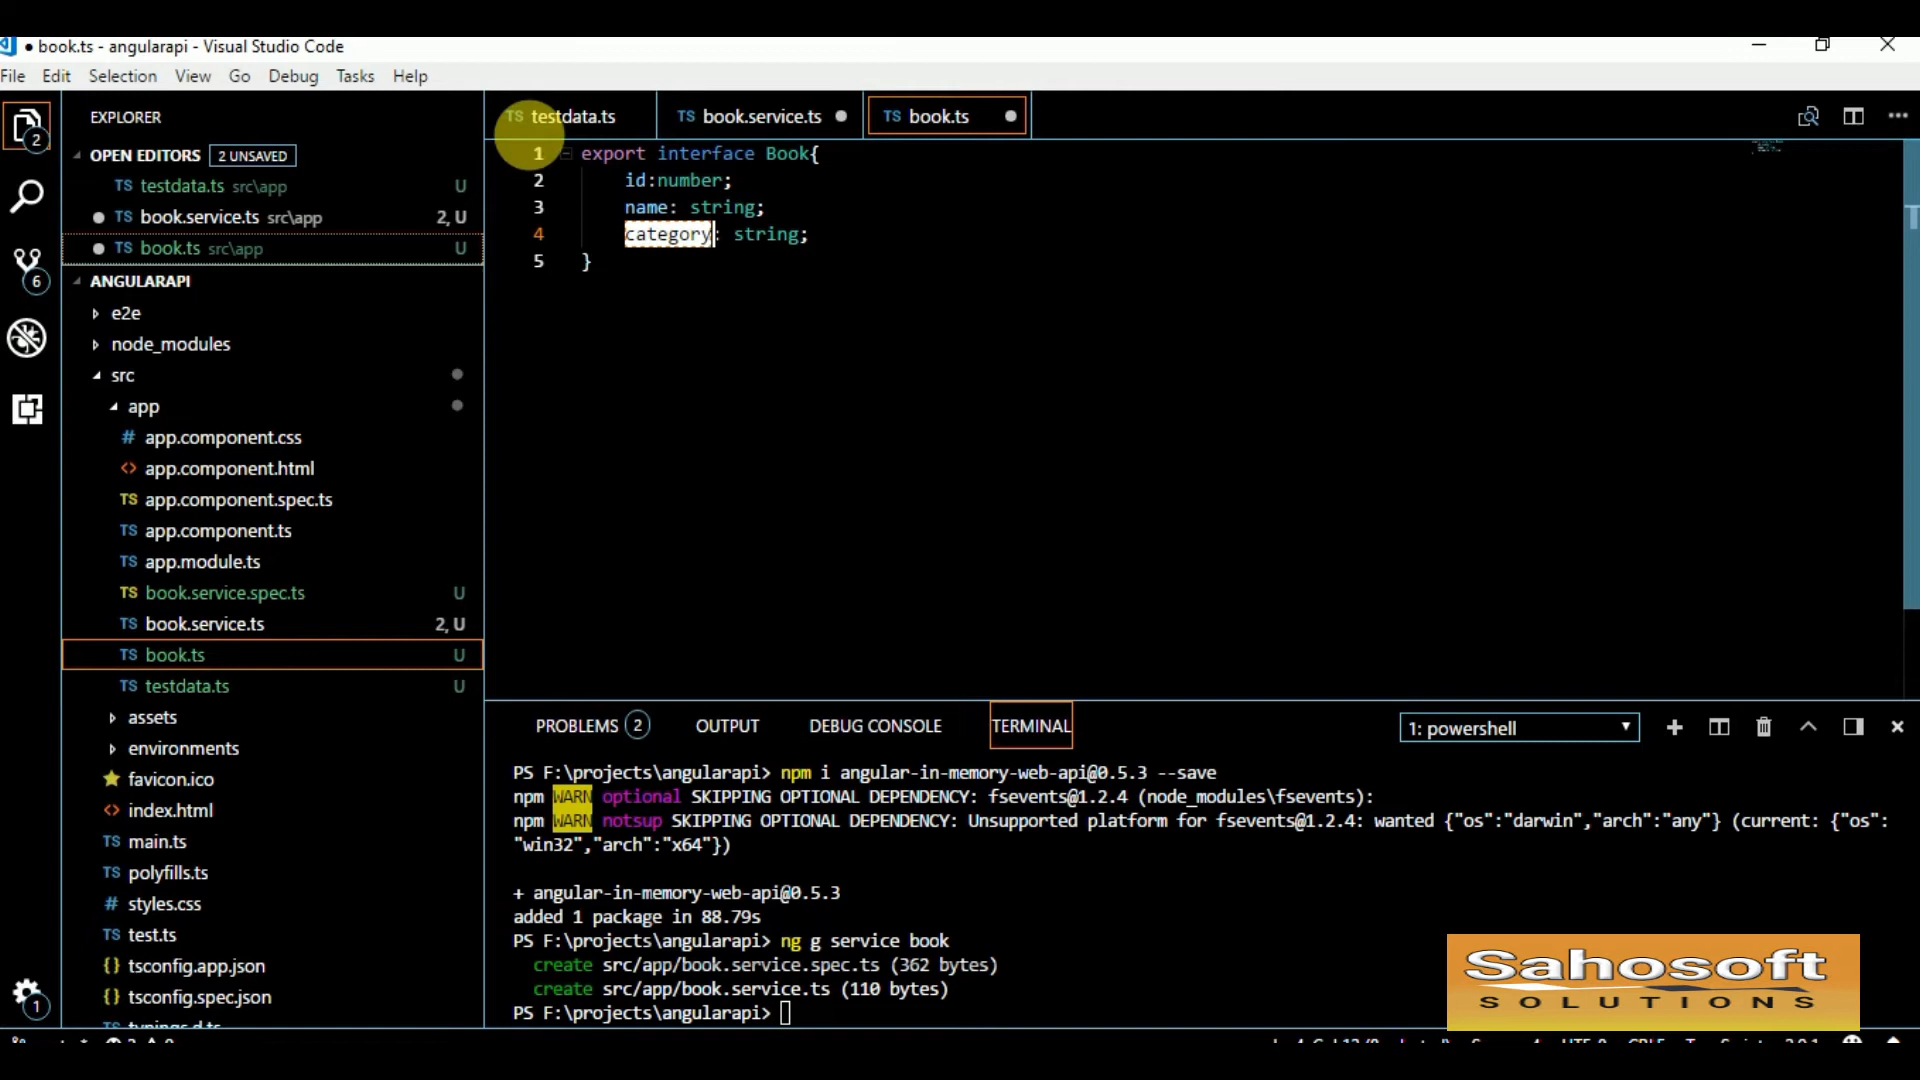 ● book.ts - angularapi - Visual Studio Code
File Edit Selection View Go Debug Tasks Help
EXPLORER
OPEN EDITORS 2 UNSAVED
TS testdata.ts src\app U
● TS book.service.ts src\app 2, U
● TS book.ts src\app U
ANGULARAPI
e2e
node_modules
src
app
# app.component.css
<> app.component.html
TS app.component.spec.ts
TS app.component.ts
TS app.module.ts
TS book.service.spec.ts U
TS book.service.ts 2, U
TS book.ts U
TS testdata.ts U
assets
environments
favicon.ico
<> index.html
TS main.ts
TS polyfills.ts
# styles.css
TS test.ts
{} tsconfig.app.json
{} tsconfig.spec.json
2
6
1
TS testdata.ts TS book.service.ts ● TS book.ts ●
1 export interface Book{
2 id:number;
3 name: string;
4 category: string;
5 }
PROBLEMS 2 OUTPUT DEBUG CONSOLE TERMINAL 1: powershell
PS F:\projects\angularapi> npm i angular-in-memory-web-api@0.5.3 --save
npm WARN optional SKIPPING OPTIONAL DEPENDENCY: fsevents@1.2.4 (node_modules\fsevents):
npm WARN notsup SKIPPING OPTIONAL DEPENDENCY: Unsupported platform for fsevents@1.2.4: wanted {"os":"darwin","arch":"any"} (current: {"os":
"win32","arch":"x64"})
+ angular-in-memory-web-api@0.5.3
added 1 package in 88.79s
PS F:\projects\angularapi> ng g service book
create src/app/book.service.spec.ts (362 bytes)
create src/app/book.service.ts (110 bytes)
PS F:\projects\angularapi>
Sahosoft
SOLUTIONS